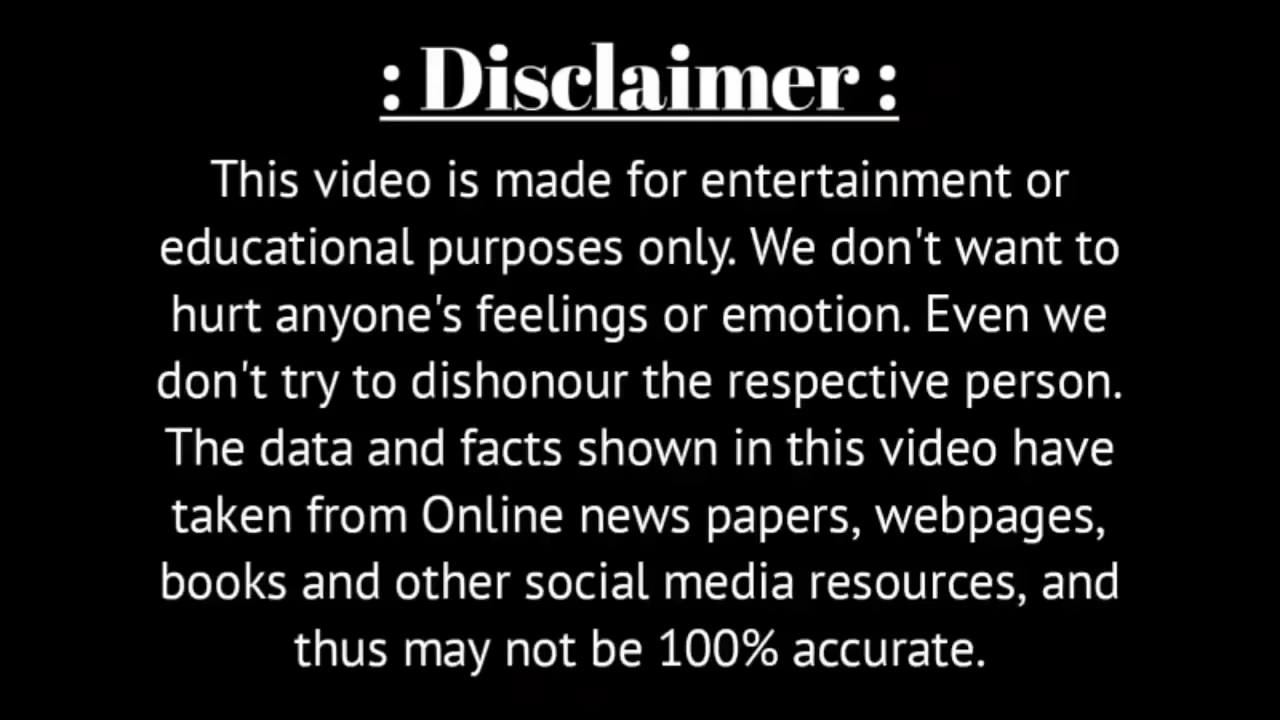 : Disclaimer :
This video is made for entertainment or
educational purposes only. We don't want to
hurt anyone's feelings or emotion. Even we
don't try to dishonour the respective person.
The data and facts shown in this video have
taken from Online news papers, webpages,
books and other social media resources, and
thus may not be 100% accurate.